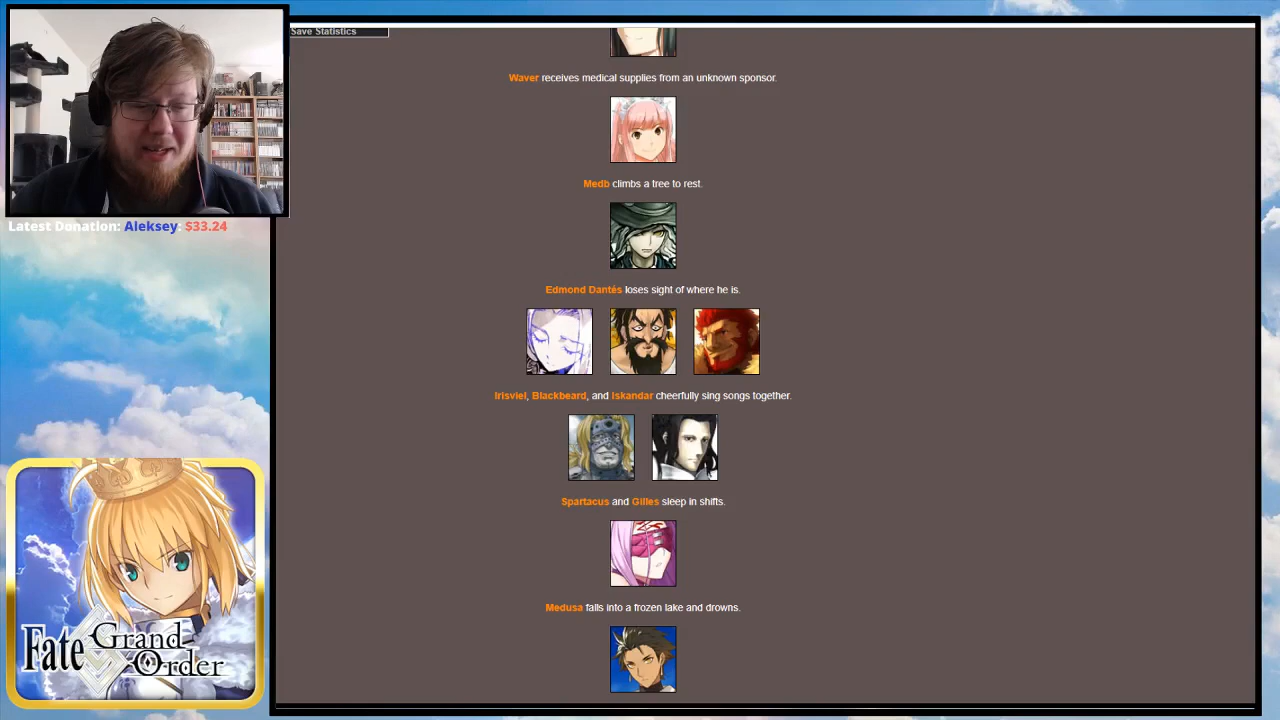 Save Statistics
Waver receives medical supplies from an unknown sponsor.
Medb climbs a tree to rest.
Edmond Dantés loses sight of where he is.
Irisviel, Blackbeard, and Iskandar cheerfully sing songs together.
Spartacus and Gilles sleep in shifts.
Medusa falls into a frozen lake and drowns.
Latest Donation: Aleksey: $33.24
Fate
Grand
Order